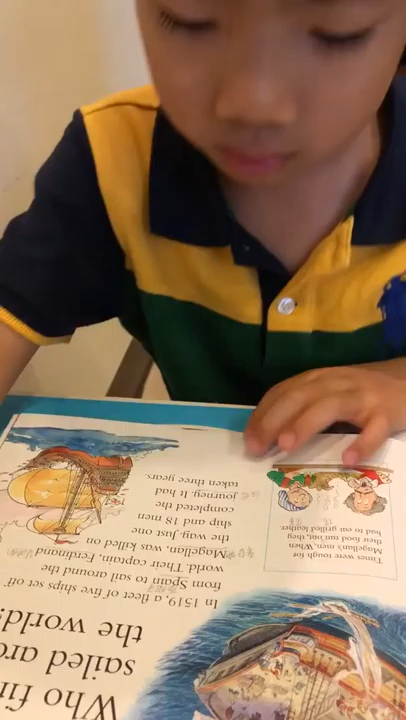 Who fir
sailed aro
the world?
In 1519, a fleet of five ships set off
from Spain to sail around the
world. Their captain, Ferdinand
Magellan, was killed on
the way. Just one
ship and 18 men
completed the
journey. It had
taken three years.
Times were tough for
Magellan's men. When
their food ran out, they
had to eat grilled leather